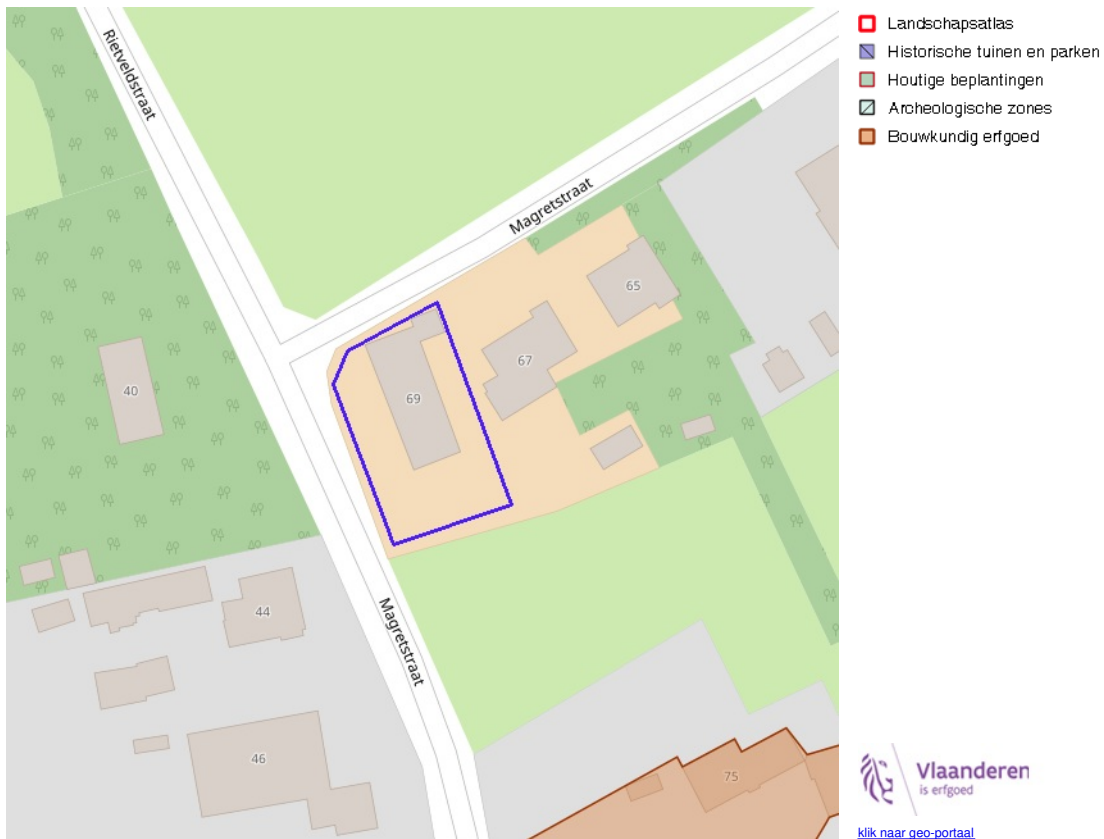 Rietveldstraat
Magretstraat
65
67
40
69
44
Magretstraat
46
75
Landschapsatlas
Historische tuinen en parken
Houtige beplantingen
Archeologische zones
Bouwkundig erfgoed
Vlaanderen
is erfgoed
klik naar geo-portaal